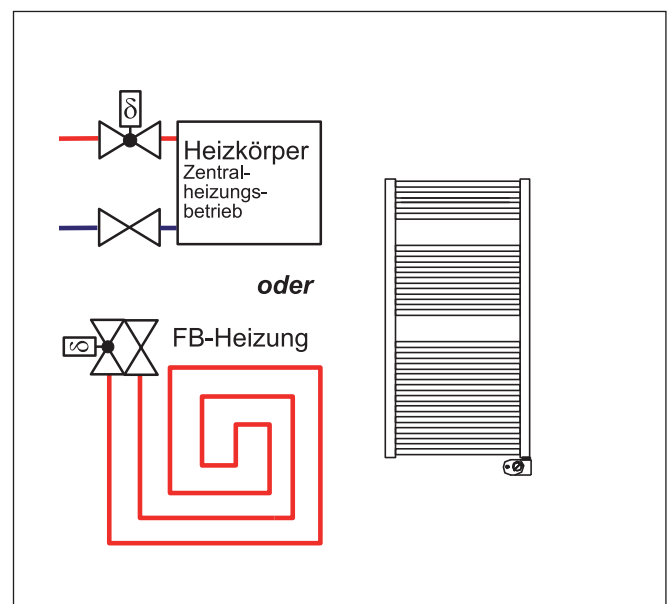 δ
Heizkörper
Zentral-
heizungs-
betrieb
oder
δ
FB-Heizung